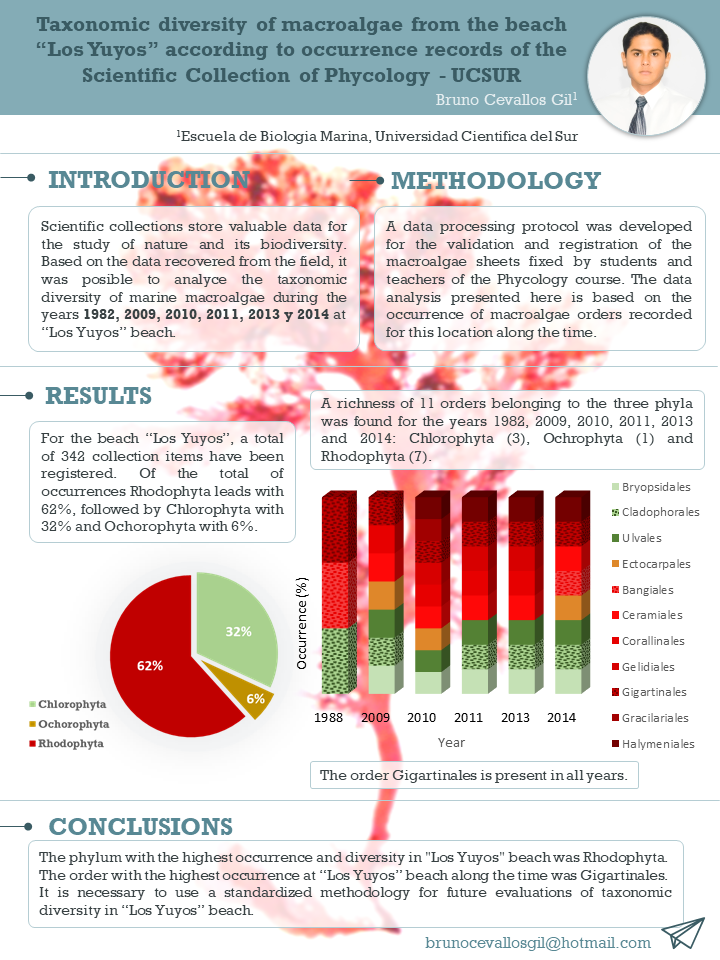 Taxonomic diversity of macroalgae from the beach
“Los Yuyos” according to occurrence records of the
Scientific Collection of Phycology - UCSUR
Bruno Cevallos Gil1
1Escuela de Biologia Marina, Universidad Cientifica del Sur
INTRODUCTION
Scientific collections store valuable data for
the study of nature and its biodiversity.
Based on the data recovered from the field, it
was posible to analyce the taxonomic
diversity of marine macroalgae during the
years 1982, 2009, 2010, 2011, 2013 y 2014 at
“Los Yuyos” beach.
METHODOLOGY
A data processing protocol was developed
for the validation and registration of the
macroalgae sheets fixed by students and
teachers of the Phycology course. The data
analysis presented here is based on the
occurrence of macroalgae orders recorded
for this location along the time.
RESULTS
For the beach “Los Yuyos”, a total
of 342 collection items have been
registered. Of the total of
occurrences Rhodophyta leads with
62%, followed by Chlorophyta with
32% and Ochorophyta with 6%.
A richness of 11 orders belonging to the three phyla
was found for the years 1982, 2009, 2010, 2011, 2013
and 2014: Chlorophyta (3), Ochrophyta (1) and
Rhodophyta (7).
32%
62%
6%
Chlorophyta
Ochorophyta
Rhodophyta
Occurrence (%)
1988 2009 2010 2011 2013 2014
Year
Bryopsidales
Cladophorales
Ulvales
Ectocarpales
Bangiales
Ceramiales
Corallinales
Gelidiales
Gigartinales
Gracilariales
Halymeniales
The order Gigartinales is present in all years.
CONCLUSIONS
The phylum with the highest occurrence and diversity in "Los Yuyos" beach was Rhodophyta.
The order with the highest occurrence at “Los Yuyos” beach along the time was Gigartinales.
It is necessary to use a standardized methodology for future evaluations of taxonomic
diversity in “Los Yuyos” beach.
brunocevallosgil@hotmail.com